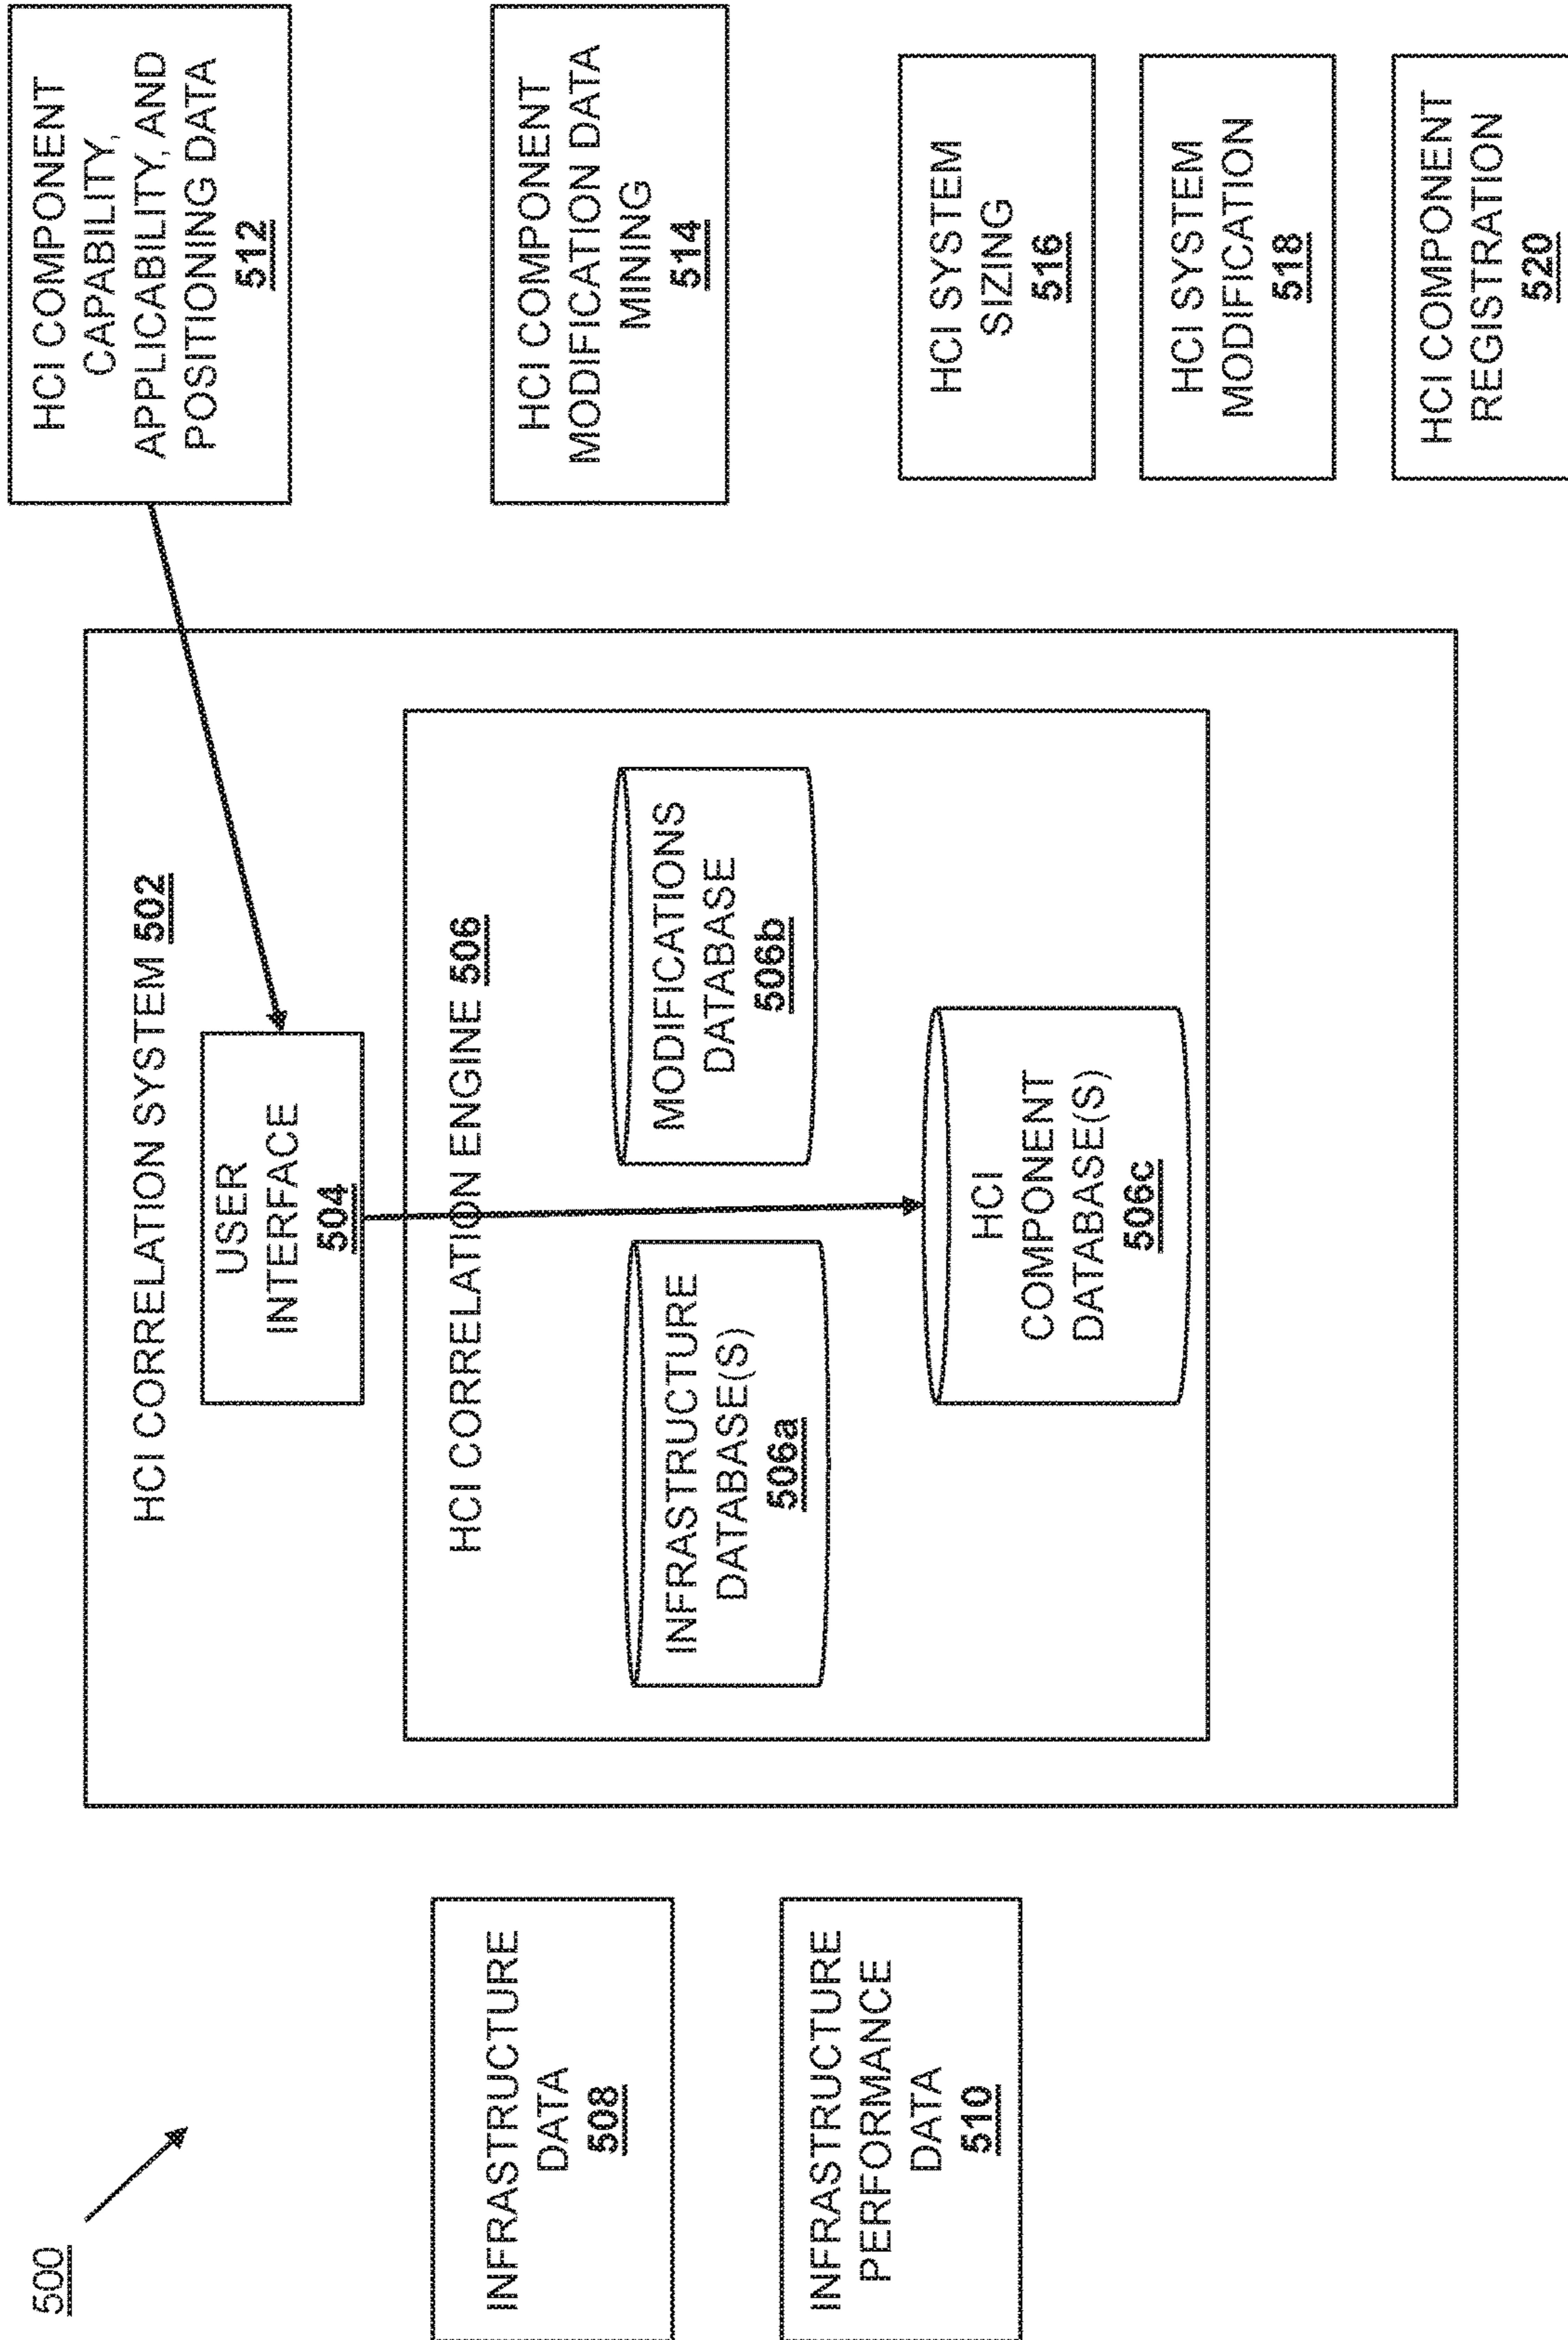 500
HCI CORRELATION SYSTEM 502
USER
INTERFACE
504
HCI CORRELATION ENGINE 506
INFRASTRUCTURE
DATABASE(S)
506a
MODIFICATIONS
DATABASE
506b
HCI
COMPONENT
DATABASE(S)
506c
INFRASTRUCTURE
DATA
508
INFRASTRUCTURE
PERFORMANCE
DATA
510
HCI COMPONENT
CAPABILITY,
APPLICABILITY, AND
POSITIONING DATA
512
HCI COMPONENT
MODIFICATION DATA
MINING
514
HCI SYSTEM
SIZING
516
HCI SYSTEM
MODIFICATION
518
HCI COMPONENT
REGISTRATION
520